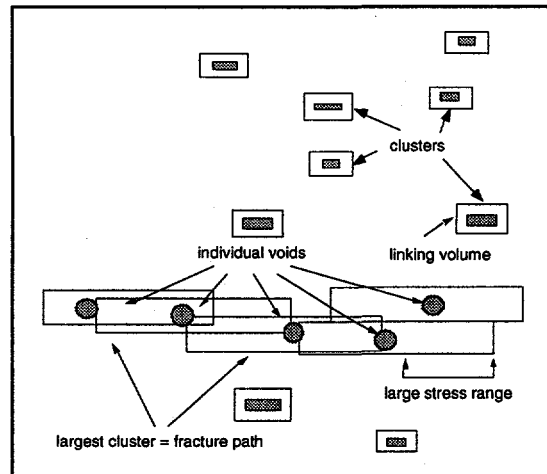 clusters
linking volume
individual voids
large stress range
largest cluster = fracture path